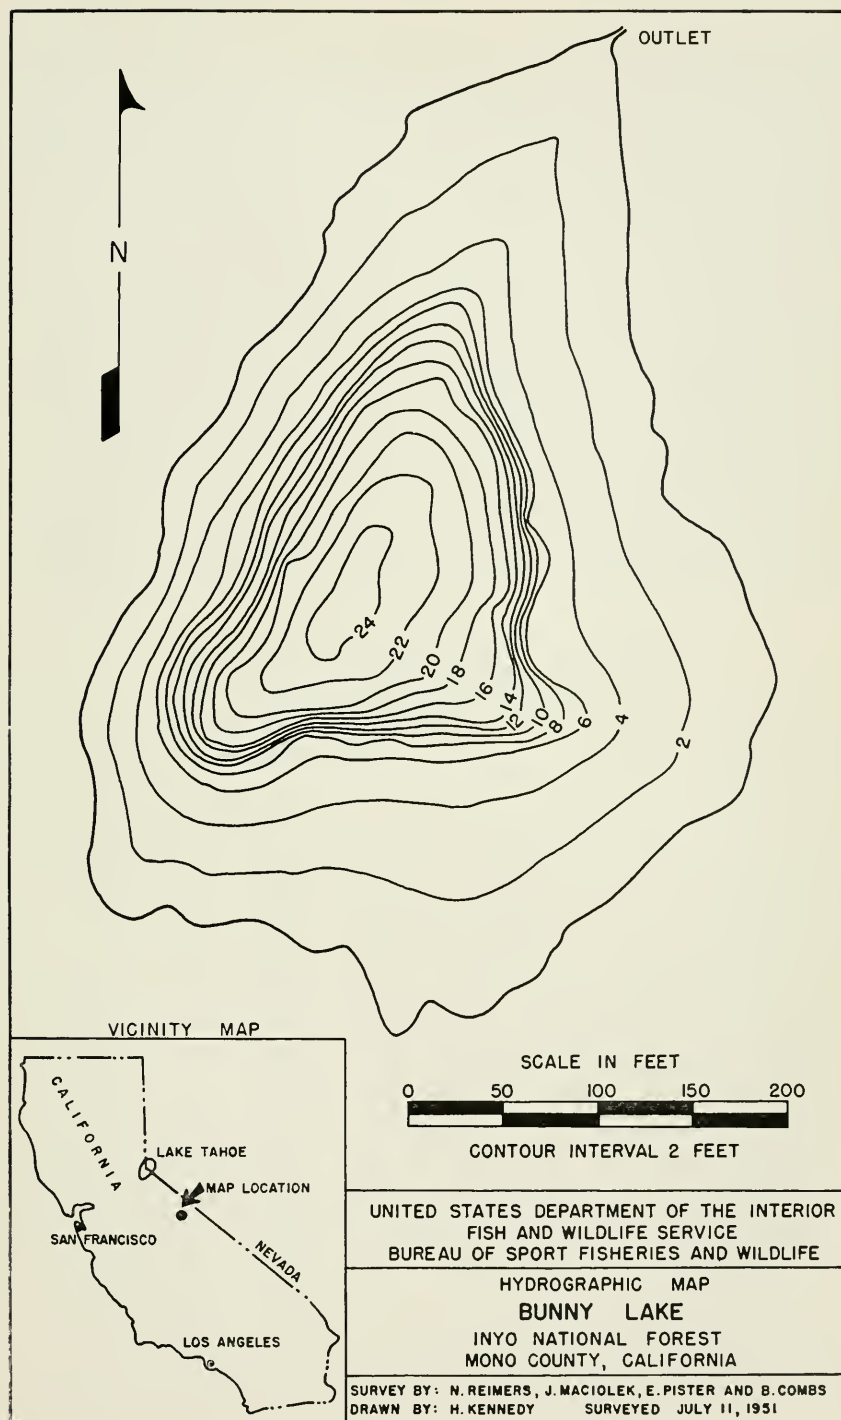 OUTLET
N
24
22
20
18
16
14
12
10
8
6
4
2
VICINITY MAP
CALIFORNIA
LAKE TAHOE
MAP LOCATION
SAN FRANCISCO
NEVADA
LOS ANGELES
SCALE IN FEET
0 50 100 150 200
CONTOUR INTERVAL 2 FEET
UNITED STATES DEPARTMENT OF THE INTERIOR
FISH AND WILDLIFE SERVICE
BUREAU OF SPORT FISHERIES AND WILDLIFE
HYDROGRAPHIC MAP
BUNNY LAKE
INYO NATIONAL FOREST
MONO COUNTY, CALIFORNIA
SURVEY BY: N. REIMERS, J. MACIOLEK, E. PISTER AND B. COMBS
DRAWN BY: H. KENNEDY SURVEYED JULY 11, 1951